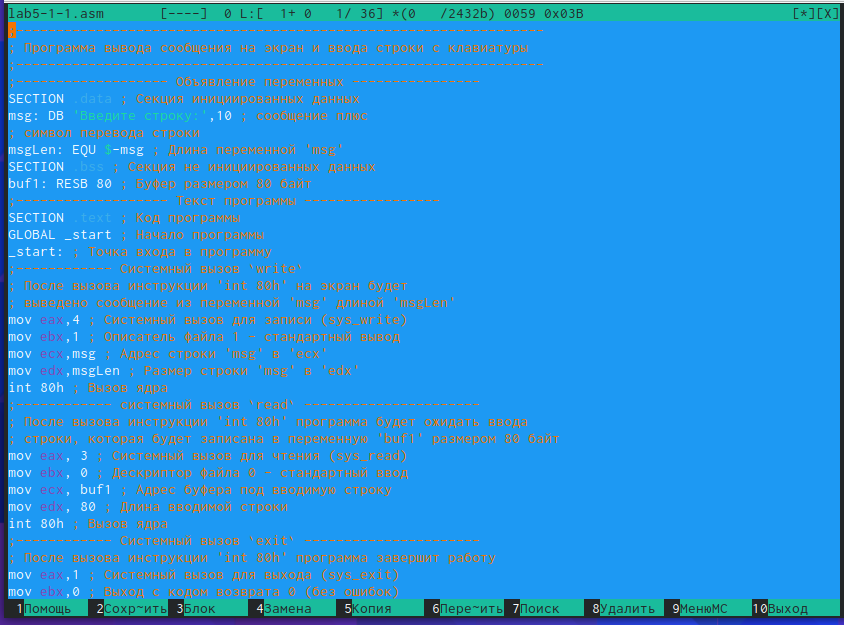 lab5-1-1.asm [----] 0 L:[ 1+ 0 1/ 36] *(0 /2432b) 0059 0x03B [*][X]
;------------------------------------------------------------------
; Программа вывода сообщения на экран и ввода строки с клавиатуры
;------------------------------------------------------------------
;------------------- Объявление переменных -----------------
SECTION .data ; Секция инициированных данных
msg: DB 'Введите строку:',10 ; сообщение плюс
; символ перевода строки
msgLen: EQU $-msg ; Длина переменной 'msg'
SECTION .bss ; Секция не инициированных данных
buf1: RESB 80 ; Буфер размером 80 байт
;------------------- Текст программы -----------------
SECTION .text ; Код программы
GLOBAL _start ; Начало программы
_start: ; Точка входа в программу
;------------ Cистемный вызов `write`
; После вызова инструкции 'int 80h' на экран будет
; выведено сообщение из переменной 'msg' длиной 'msgLen'
mov eax,4 ; Системный вызов для записи (sys_write)
mov ebx,1 ; Описатель файла 1 - стандартный вывод
mov ecx,msg ; Адрес строки 'msg' в 'ecx'
mov edx,msgLen ; Размер строки 'msg' в 'edx'
int 80h ; Вызов ядра
;------------ системный вызов `read` ----------------------
; После вызова инструкции 'int 80h' программа будет ожидать ввода
; строки, которая будет записана в переменную 'buf1' размером 80 байт
mov eax, 3 ; Системный вызов для чтения (sys_read)
mov ebx, 0 ; Дескриптор файла 0 - стандартный ввод
mov ecx, buf1 ; Адрес буфера под вводимую строку
mov edx, 80 ; Длина вводимой строки
int 80h ; Вызов ядра
;------------ Системный вызов `exit` ----------------------
; После вызова инструкции 'int 80h' программа завершит работу
mov eax,1 ; Системный вызов для выхода (sys_exit)
mov ebx,0 ; Выход с кодом возврата 0 (без ошибок)
1Помощь 2Сохр~ить 3Блок 4Замена 5Копия 6Пере~ить 7Поиск 8Удалить 9МенюMC 10Выход